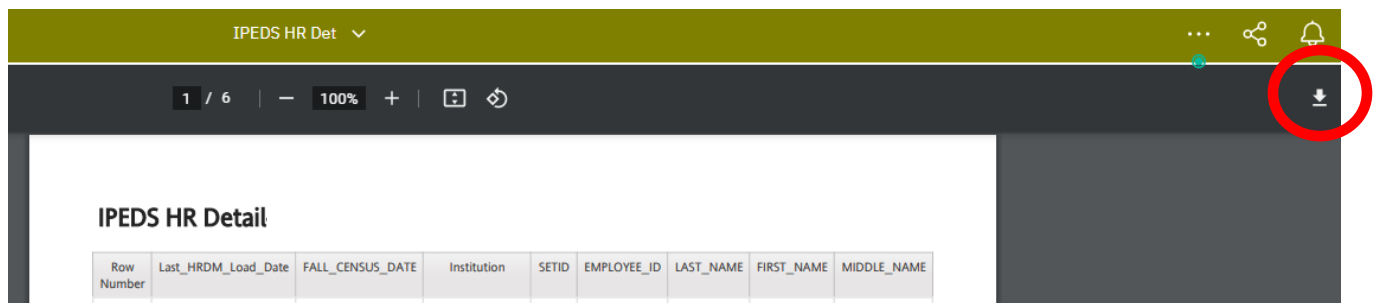 IPEDS HR Det
1 / 6 100%
IPEDS HR Detail
Row Number Last_HRDM_Load_Date FALL_CENSUS_DATE Institution SETID EMPLOYEE_ID LAST_NAME FIRST_NAME MIDDLE_NAME